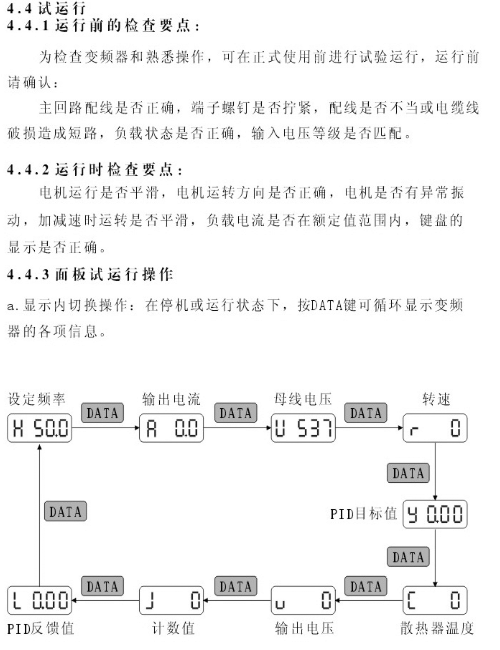 4.4试运行
4.4.1运行前的检查要点：
为检查变频器和熟悉操作，可在正式使用前进行试验运行，运行前
请确认：
主回路配线是否正确，端子螺钉是否拧紧，配线是否不当或电缆线
破损造成短路，负载状态是否正确，输入电压等级是否匹配。
4.4.2运行时检查要点：
电机运行是否平滑，电机运转方向是否正确，电机是否有异常振
动，加减速时运转是否平滑，负载电流是否在额定值范围内，键盘的
显示是否正确。
4.4.3面板试运行操作
a.显示内切换操作：在停机或运行状态下，按DATA键可循环显示变频
器的各项信息。
设定频率 输出电流 母线电压 转速
H 50.0 DATA A 0.0 DATA U 537 DATA r 0
DATA
DATA
PID目标值 y 0.00
DATA
L 0.00 DATA J 0 DATA u 0 DATA C 0
PID反馈值 计数值 输出电压 散热器温度